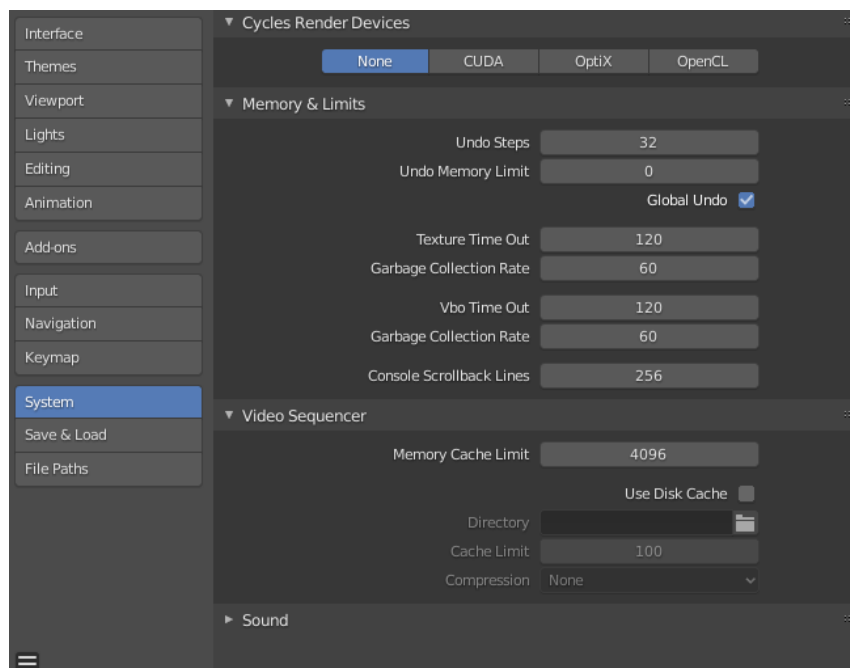 Interface
Themes
Viewport
Lights
Editing
Animation
Add-ons
Input
Navigation
Keymap
System
Save & Load
File Paths
Cycles Render Devices
None CUDA OptiX OpenCL
Memory & Limits
Undo Steps 32
Undo Memory Limit 0
Global Undo
Texture Time Out 120
Garbage Collection Rate 60
Vbo Time Out 120
Garbage Collection Rate 60
Console Scrollback Lines 256
Video Sequencer
Memory Cache Limit 4096
Use Disk Cache
Directory
Cache Limit 100
Compression None
Sound